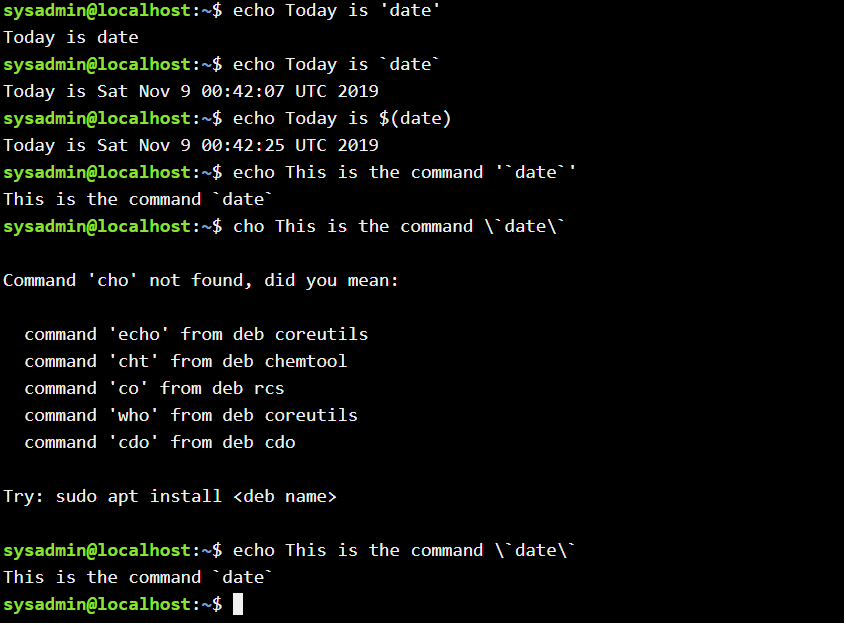 sysadmin@localhost:~$ echo Today is 'date'
Today is date
sysadmin@localhost:~$ echo Today is `date`
Today is Sat Nov 9 00:42:07 UTC 2019
sysadmin@localhost:~$ echo Today is $(date)
Today is Sat Nov 9 00:42:25 UTC 2019
sysadmin@localhost:~$ echo This is the command '`date`'
This is the command `date`
sysadmin@localhost:~$ cho This is the command \`date\`
Command 'cho' not found, did you mean:
command 'echo' from deb coreutils
command 'cht' from deb chemtool
command 'co' from deb rcs
command 'who' from deb coreutils
command 'cdo' from deb cdo
Try: sudo apt install <deb name>
sysadmin@localhost:~$ echo This is the command \`date\`
This is the command `date`
sysadmin@localhost:~$